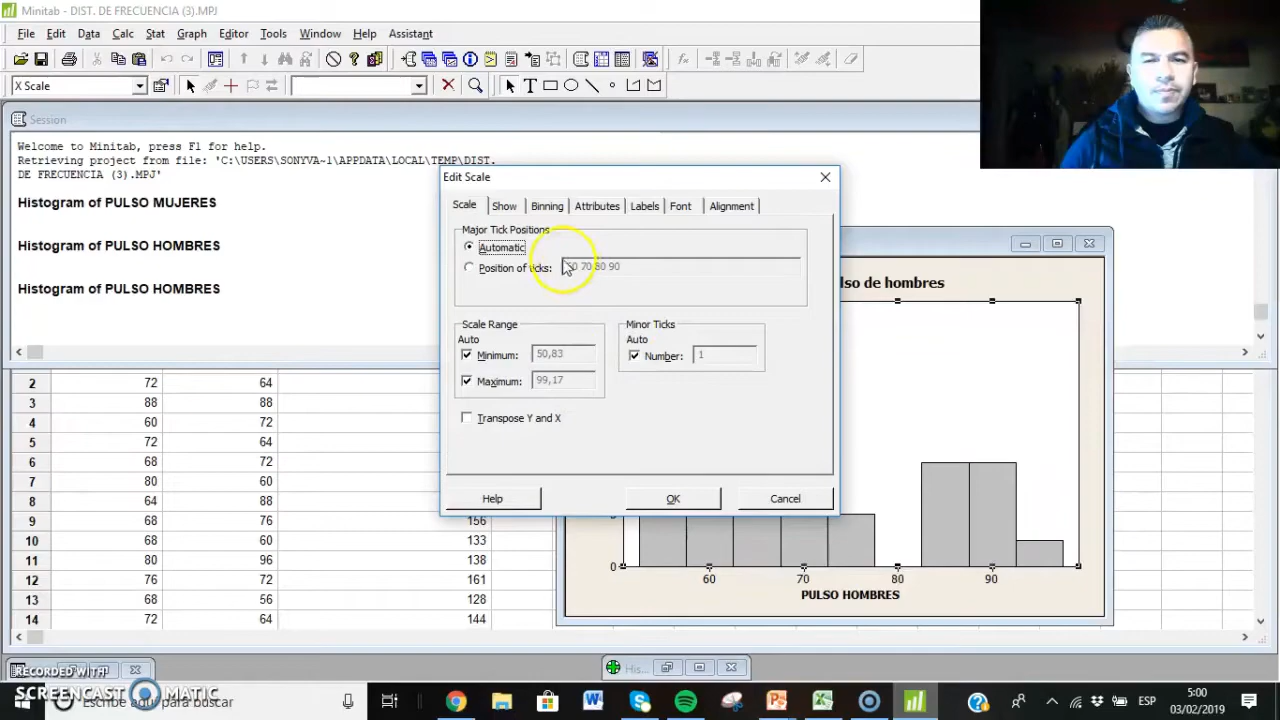 Minitab - DIST. DE FRECUENCIA (3).MPJ
File Edit Data Calc Stat Graph Editor Tools Window Help Assistant
X Scale
Session
Welcome to Minitab, press F1 for help.
Retrieving project from file: 'C:\USERS\SONYVA~1\APPDATA\LOCAL\TEMP\DIST.
DE FRECUENCIA (3).MPJ'
Histogram of PULSO MUJERES
Histogram of PULSO HOMBRES
Histogram of PULSO HOMBRES
Edit Scale
Scale Show Binning Attributes Labels Font Alignment
Major Tick Positions
Automatic
Position of ticks: 70 80 90
Scale Range
Auto
Minimum: 50,83
Maximum: 99,17
Minor Ticks
Auto
Number: 1
Transpose Y and X
Help OK Cancel
de hombres
0
60 70 80 90
PULSO HOMBRES
2 72 64
3 88 88
4 60 72
5 72 64
6 68 72
7 80 60
8 64 88
9 68 76 156
10 68 60 133
11 80 96 138
12 76 72 161
13 68 56 128
14 72 64 144
His...
RECORDED WITH
SCREENCAST MATIC
Escribe aquí para buscar
ESP
5:00
03/02/2019